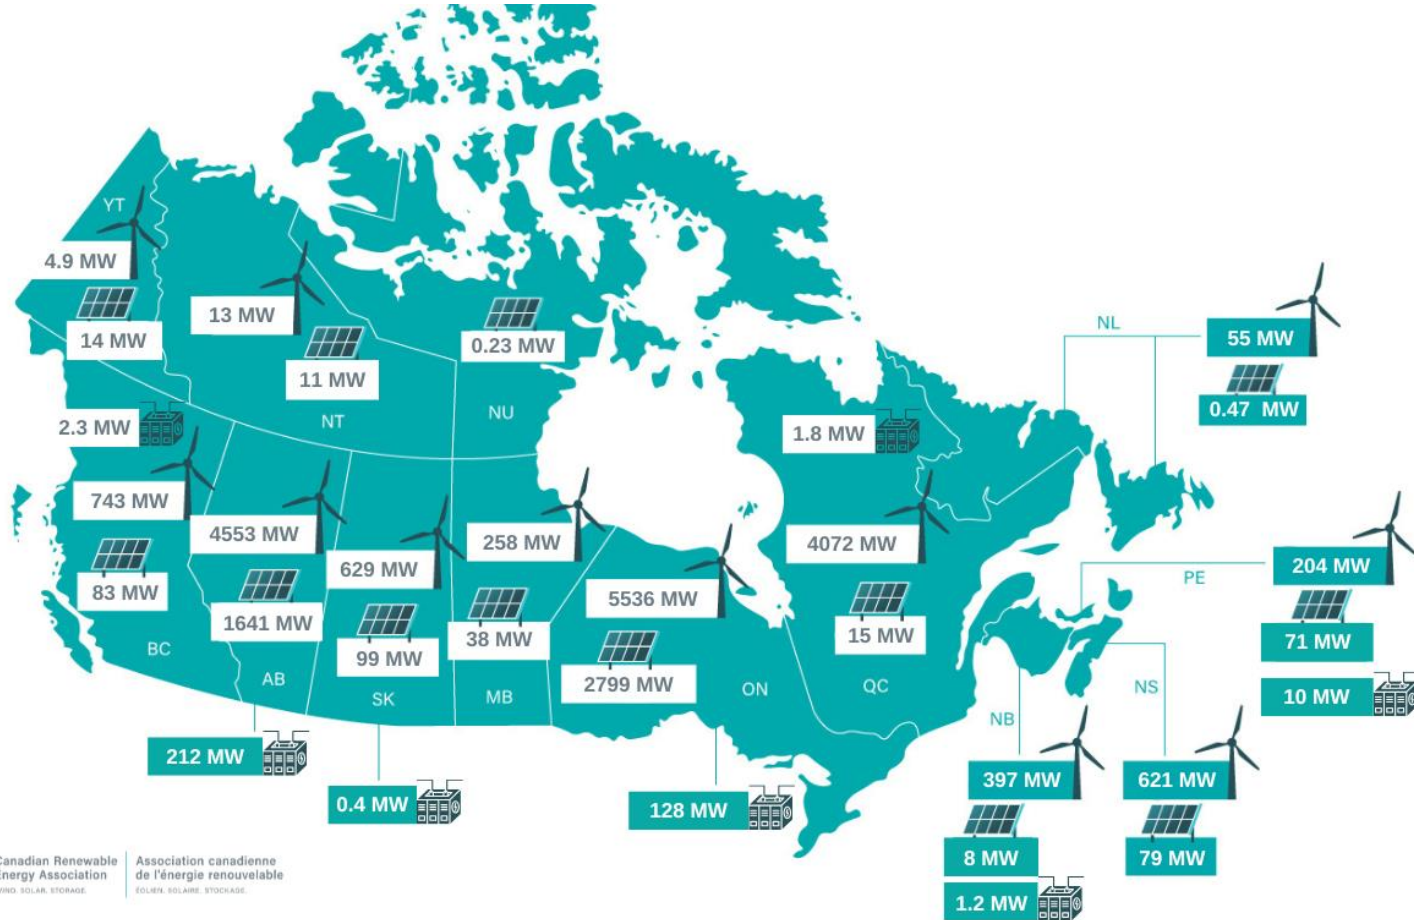 YT
4.9 MW
14 MW
13 MW
11 MW
NT
0.23 MW
NU
NL
55 MW
0.47 MW
2.3 MW
743 MW
83 MW
BC
4553 MW
1641 MW
AB
629 MW
99 MW
SK
258 MW
38 MW
MB
5536 MW
2799 MW
ON
1.8 MW
4072 MW
15 MW
QC
PE
204 MW
71 MW
10 MW
NS
621 MW
79 MW
NB
397 MW
8 MW
1.2 MW
212 MW
0.4 MW
128 MW
Canadian Renewable
Energy Association
WIND. SOLAR. STORAGE.
Association canadienne
de l'énergie renouvelable
ÉOLIEN. SOLAIRE. STOCKAGE.